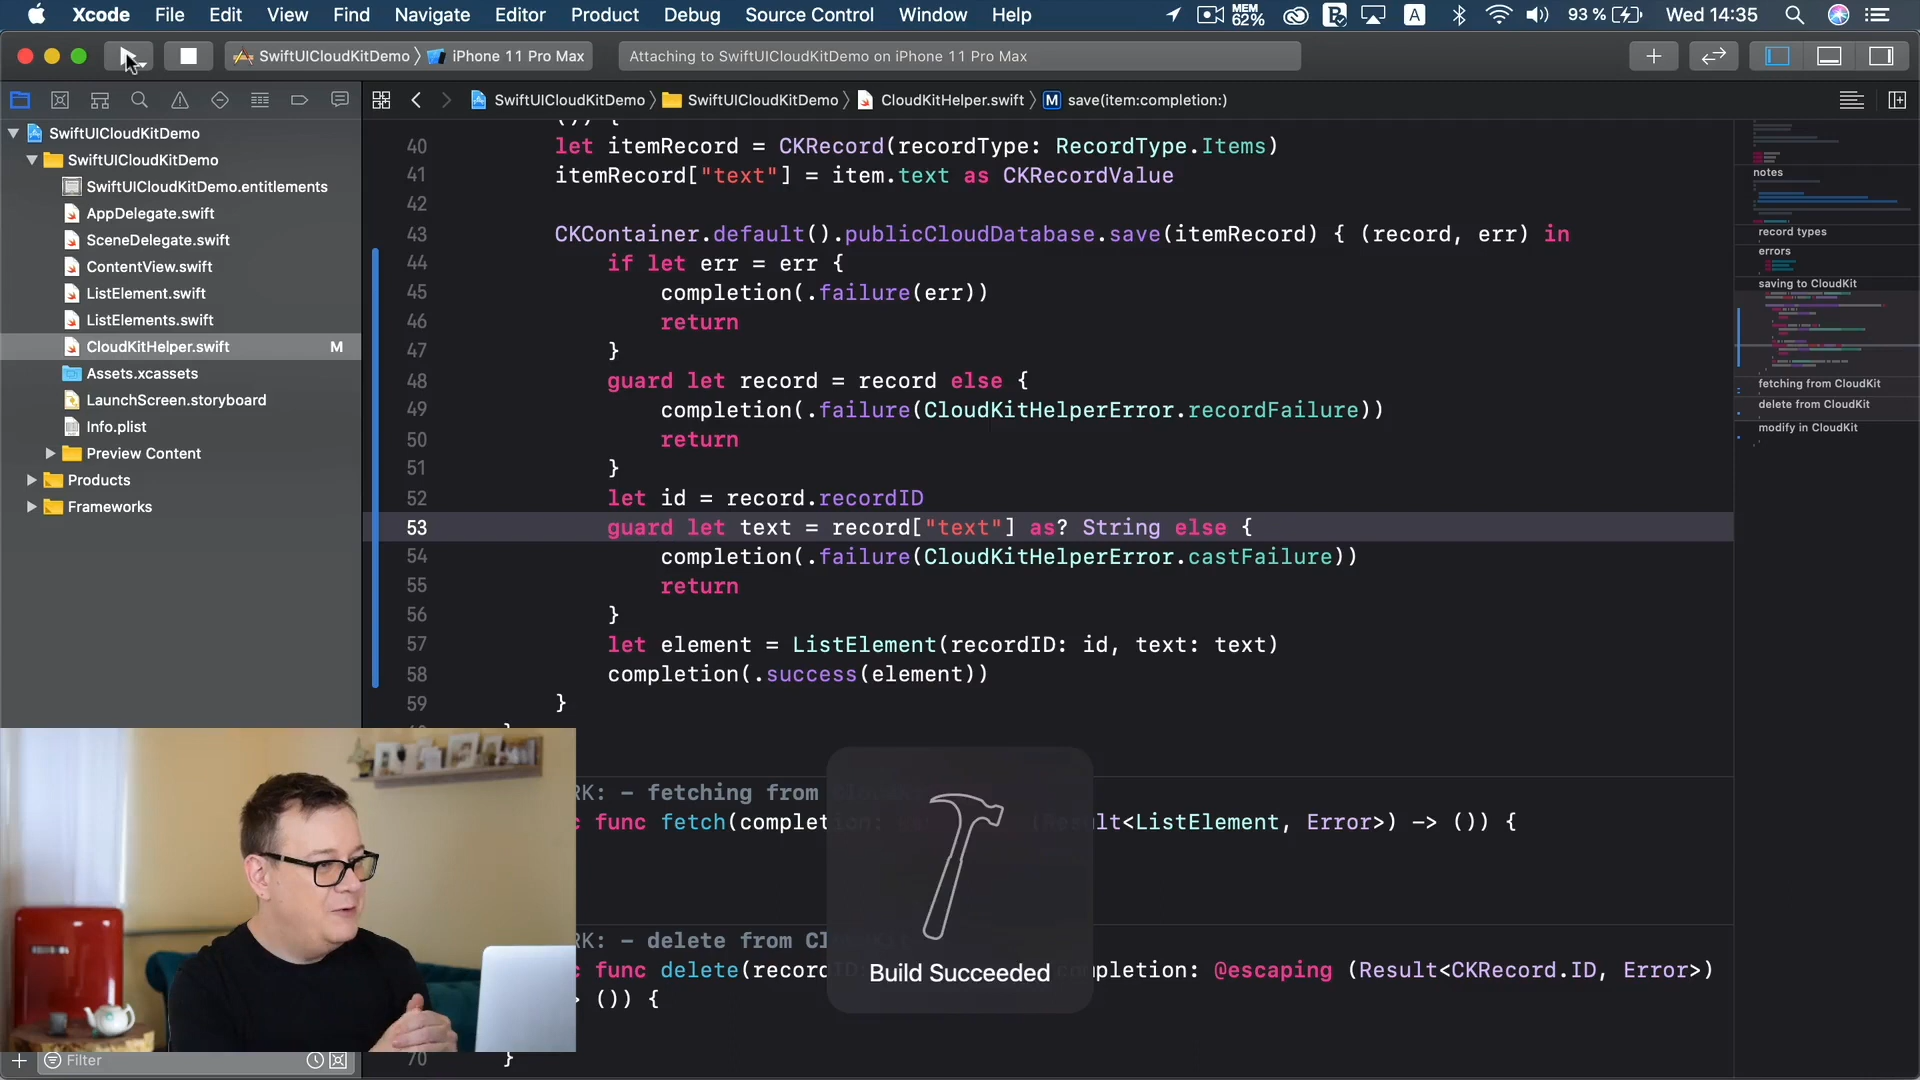 Xcode File Edit View Find Navigate Editor Product Debug Source Control Window Help MEM 62% A 93 % Wed 14:35
SwiftUICloudKitDemo iPhone 11 Pro Max Attaching to SwiftUICloudKitDemo on iPhone 11 Pro Max
SwiftUICloudKitDemo SwiftUICloudKitDemo CloudKitHelper.swift M save(item:completion:)
SwiftUICloudKitDemo
SwiftUICloudKitDemo
SwiftUICloudKitDemo.entitlements
AppDelegate.swift
SceneDelegate.swift
ContentView.swift
ListElement.swift
ListElements.swift
CloudKitHelper.swift M
Assets.xcassets
LaunchScreen.storyboard
Info.plist
Preview Content
Products
Frameworks
Filter
()) {
40 let itemRecord = CKRecord(recordType: RecordType.Items)
41 itemRecord["text"] = item.text as CKRecordValue
42
43 CKContainer.default().publicCloudDatabase.save(itemRecord) { (record, err) in
44 if let err = err {
45 completion(.failure(err))
46 return
47 }
48 guard let record = record else {
49 completion(.failure(CloudKitHelperError.recordFailure))
50 return
51 }
52 let id = record.recordID
53 guard let text = record["text"] as? String else {
54 completion(.failure(CloudKitHelperError.castFailure))
55 return
56 }
57 let element = ListElement(recordID: id, text: text)
58 completion(.success(element))
59 }
RK: - fetching from
func fetch(completion: (Result<ListElement, Error>) -> ()) {
RK: - delete from
func delete(recordID completion: @escaping (Result<CKRecord.ID, Error>)
> ()) {
70 }
Build Succeeded
notes
record types
errors
saving to CloudKit
fetching from CloudKit
delete from CloudKit
modify in CloudKit